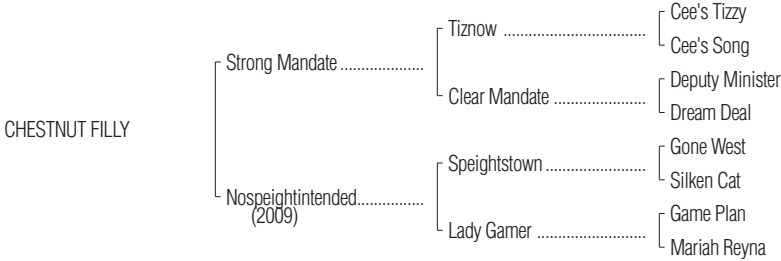 Cee's Tizzy
Tiznow ................................
Cee's Song
Strong Mandate ...................
Deputy Minister
Clear Mandate .....................
Dream Deal
CHESTNUT FILLY
Gone West
Speightstown .......................
Silken Cat
Nospeightintended................
(2009)
Game Plan
Lady Gamer .........................
Mariah Reyna